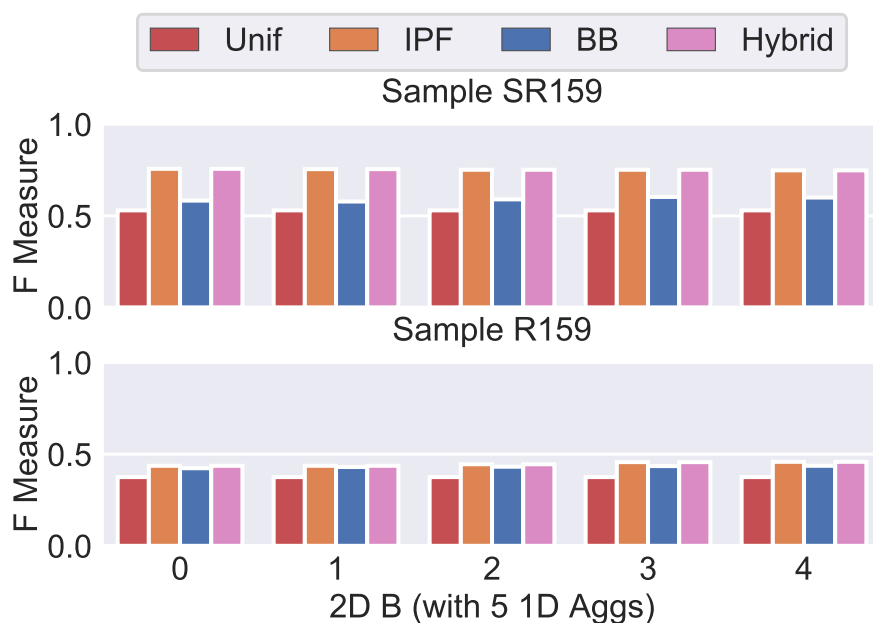 Unif IPF BB Hybrid
Sample SR159
1.0
0.5
0.0
F Measure
Sample R159
1.0
0.5
0.0
F Measure
0 1 2 3 4
2D B (with 5 1D Aggs)